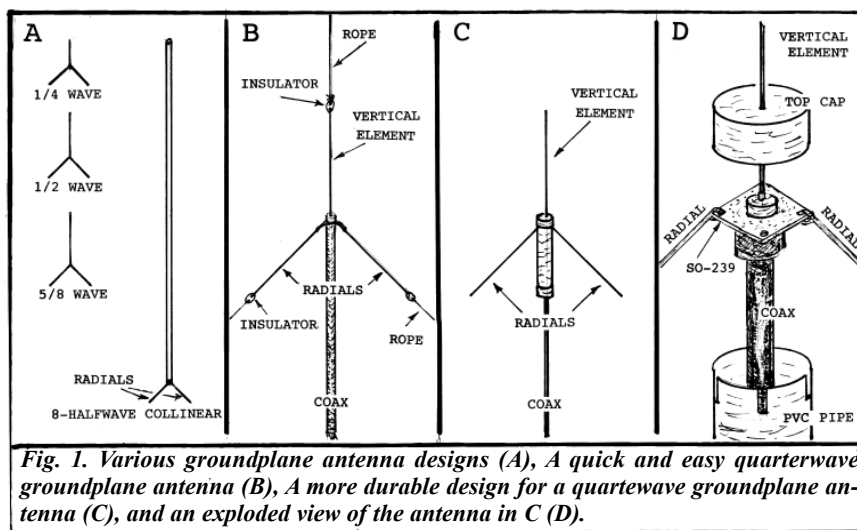 A
1/4 WAVE
1/2 WAVE
5/8 WAVE
RADIALS
8-HALFWAVE COLLINEAR
B
ROPE
INSULATOR
VERTICAL
ELEMENT
RADIALS
INSULATOR
ROPE
COAX
C
VERTICAL
ELEMENT
RADIALS
COAX
D
VERTICAL
ELEMENT
TOP CAP
RADIAL
RADIAL
SO-239
COAX
PVC PIPE
Fig. 1. Various groundplane antenna designs (A), A quick and easy quarterwave
groundplane antenna (B), A more durable design for a quartewave groundplane an-
tenna (C), and an exploded view of the antenna in C (D).